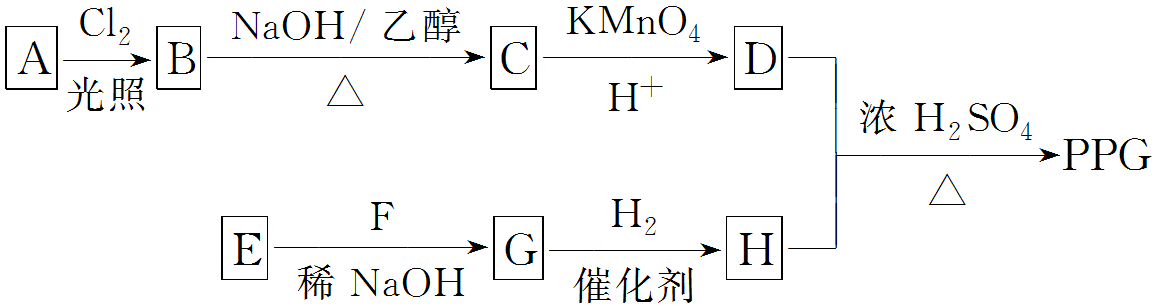 A Cl₂ 光照 B NaOH/ 乙醇 △ C KMnO₄ H⁺ D
浓 H₂SO₄ △ PPG
E F 稀 NaOH G H₂ 催化剂 H